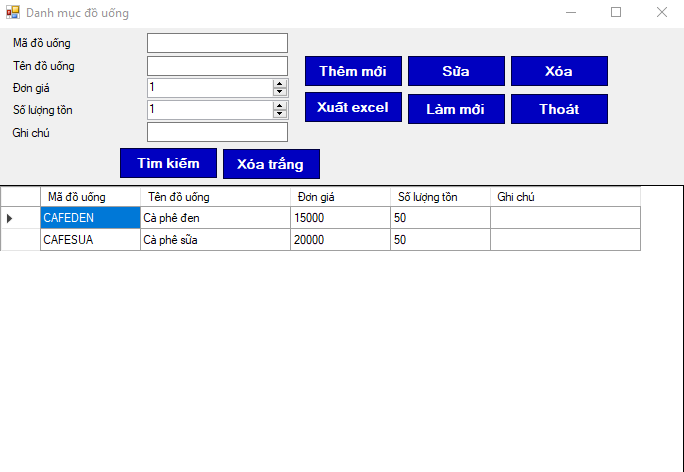 Danh mục đồ uống
Mã đồ uống
Tên đồ uống
Đơn giá 1
Số lượng tồn 1
Ghi chú
Thêm mới Sửa Xóa
Xuất excel Làm mới Thoát
Tìm kiếm Xóa trắng
Mã đồ uống Tên đồ uống Đơn giá Số lượng tồn Ghi chú
CAFEDEN Cà phê đen 15000 50
CAFESUA Cà phê sữa 20000 50